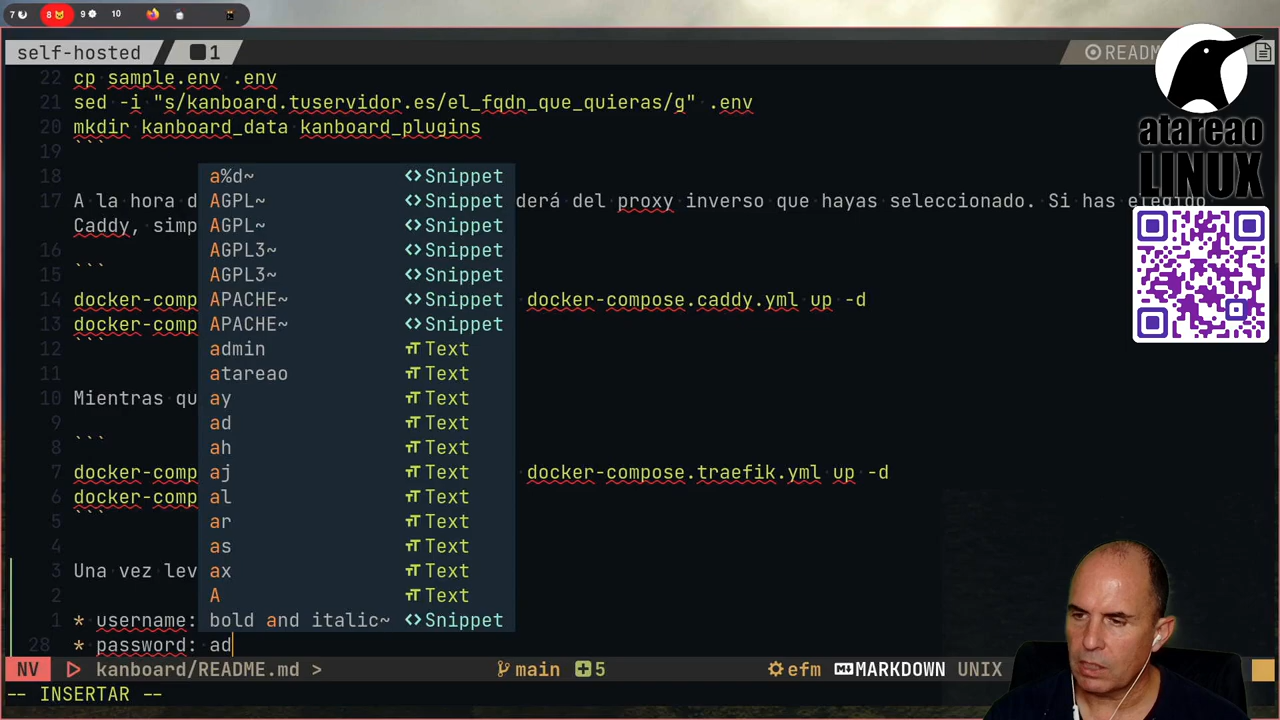 7 8 9 10
self-hosted 1 README
22 cp sample.env .env
21 sed -i "s/kanboard.tuservidor.es/el_fqdn_que_quieras/g" .env
20 mkdir kanboard_data kanboard_plugins
19 ```
18 a%d~ Snippet
17 A la hora d AGPL~ Snippet derá del proxy inverso que hayas seleccionado. Si has elegido
Caddy, simp AGPL~ Snippet
16 AGPL3~ Snippet
15 ``` AGPL3~ Snippet
14 docker-comp APACHE~ Snippet docker-compose.caddy.yml up -d
13 docker-comp APACHE~ Snippet
12 ``` admin Text
11 atareao Text
10 Mientras qu ay Text
9 ad Text
8 ``` ah Text
7 docker-comp aj Text docker-compose.traefik.yml up -d
6 docker-comp al Text
5 ``` ar Text
4 as Text
3 Una vez lev ax Text
2 A Text
1 * username: bold and italic~ Snippet
28 * password: ad
NV kanboard/README.md > main 5 efm MARKDOWN UNIX
-- INSERTAR --
atareao
LINUX